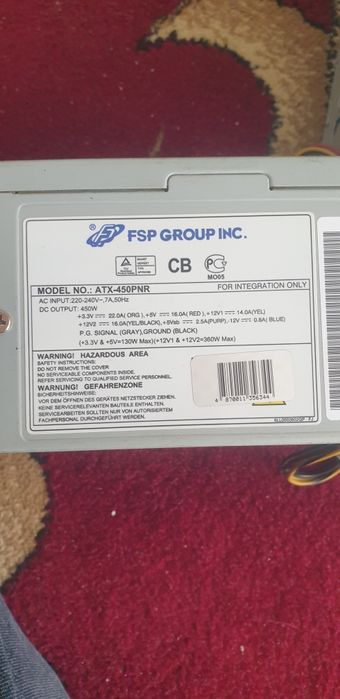 FSP GROUP INC.
CB
MO05
MODEL NO.: ATX-450PNR
FOR INTEGRATION ONLY
AC INPUT:220-240V~,7A,50Hz
DC OUTPUT: 450W
+3.3V ⎓ 22.0A( ORG ), +5V ⎓ 16.0A( RED ), +12V1 ⎓ 14.0A(YEL)
+12V2 ⎓ 16.0A(YEL/BLACK), +5Vsb ⎓ 2.5A(PURP), -12V ⎓ 0.8A( BLUE)
P.G. SIGNAL (GRAY),GROUND (BLACK)
(+3.3V & +5V=130W Max)(+12V1 & +12V2=360W Max)
WARNING! HAZARDOUS AREA
SAFETY INSTRUCTIONS:
DO NOT REMOVE THE COVER
NO SERVICEABLE COMPONENTS INSIDE.
REFER SERVICING TO QUALIFIED SERVICE PERSONNEL.
WARNUNG! GEFAHRENZONE
SICHERHEITSHINWEISE:
VOR DEM ÖFFNEN DES GERÄTES NETZSTECKER ZIEHEN
KEINE SERVICERELEVANTEN BAUTEILE ENTHALTEN.
SERVICEARBEITEN SOLLTEN NUR VON AUTORISIERTEM
FACHPERSONAL DURCHGEFÜHRT WERDEN.
4 870011 356344